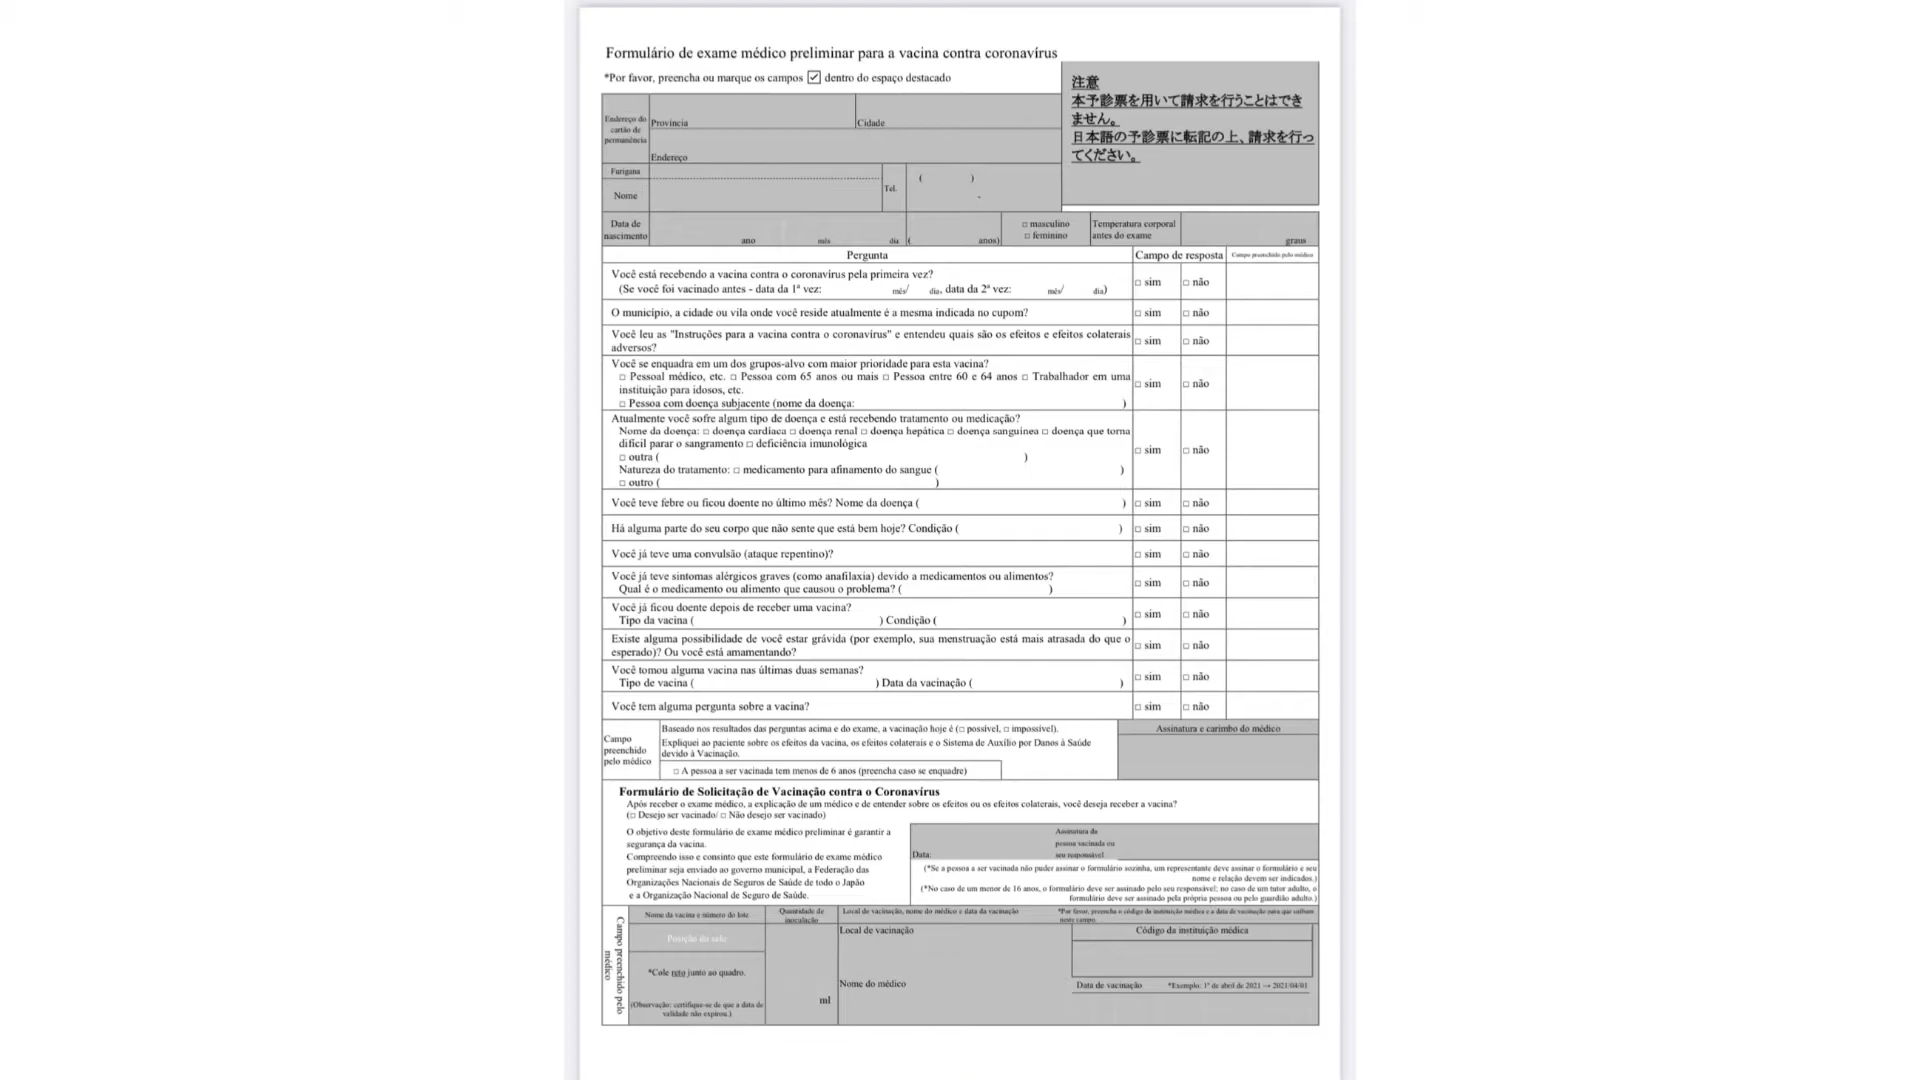 Formulário de exame médico preliminar para a vacina contra coronavírus
*Por favor, preencha ou marque os campos ☑ dentro do espaço destacado
注意
本予診票を用いて請求を行うことはでき
ません。
日本語の予診票に転記の上、請求を行っ
てください。
Endereço do
cartão de
permanência
Província
Cidade
Endereço
Furigana
Nome
Tel.
( )
-
Data de
nascimento
ano mês dia ( anos)
□ masculino
□ feminino
Temperatura corporal
antes do exame
graus
Pergunta
Campo de resposta
Campo preenchido pelo médico
Você está recebendo a vacina contra o coronavírus pela primeira vez?
(Se você foi vacinado antes - data da 1ª vez: mês/ dia, data da 2ª vez: mês/ dia)
□ sim □ não
O município, a cidade ou vila onde você reside atualmente é a mesma indicada no cupom?
□ sim □ não
Você leu as "Instruções para a vacina contra o coronavírus" e entendeu quais são os efeitos e efeitos colaterais
adversos?
□ sim □ não
Você se enquadra em um dos grupos-alvo com maior prioridade para esta vacina?
□ Pessoal médico, etc. □ Pessoa com 65 anos ou mais □ Pessoa entre 60 e 64 anos □ Trabalhador em uma
instituição para idosos, etc.
□ Pessoa com doença subjacente (nome da doença: )
□ sim □ não
Atualmente você sofre algum tipo de doença e está recebendo tratamento ou medicação?
Nome da doença: □ doença cardíaca □ doença renal □ doença hepática □ doença sanguínea □ doença que torna
difícil parar o sangramento □ deficiência imunológica
□ outra ( )
Natureza do tratamento: □ medicamento para afinamento do sangue ( )
□ outro ( )
□ sim □ não
Você teve febre ou ficou doente no último mês? Nome da doença ( )
□ sim □ não
Há alguma parte do seu corpo que não sente que está bem hoje? Condição ( )
□ sim □ não
Você já teve uma convulsão (ataque repentino)?
□ sim □ não
Você já teve sintomas alérgicos graves (como anafilaxia) devido a medicamentos ou alimentos?
Qual é o medicamento ou alimento que causou o problema? ( )
□ sim □ não
Você já ficou doente depois de receber uma vacina?
Tipo da vacina ( ) Condição ( )
□ sim □ não
Existe alguma possibilidade de você estar grávida (por exemplo, sua menstruação está mais atrasada do que o
esperado)? Ou você está amamentando?
□ sim □ não
Você tomou alguma vacina nas últimas duas semanas?
Tipo de vacina ( ) Data da vacinação ( )
□ sim □ não
Você tem alguma pergunta sobre a vacina?
□ sim □ não
Campo
preenchido
pelo médico
Baseado nos resultados das perguntas acima e do exame, a vacinação hoje é (□ possível, □ impossível).
Expliquei ao paciente sobre os efeitos da vacina, os efeitos colaterais e o Sistema de Auxílio por Danos à Saúde
devido à Vacinação.
□ A pessoa a ser vacinada tem menos de 6 anos (preencha caso se enquadre)
Assinatura e carimbo do médico
Formulário de Solicitação de Vacinação contra o Coronavírus
Após receber o exame médico, a explicação de um médico e de entender sobre os efeitos ou os efeitos colaterais, você deseja receber a vacina?
(□ Desejo ser vacinado/ □ Não desejo ser vacinado)
O objetivo deste formulário de exame médico preliminar é garantir a
segurança da vacina.
Compreendo isso e consinto que este formulário de exame médico
preliminar seja enviado ao governo municipal, a Federação das
Organizações Nacionais de Seguros de Saúde de todo o Japão
e a Organização Nacional de Seguro de Saúde.
Data:
Assinatura da
pessoa vacinada ou
seu responsável
(*Se a pessoa a ser vacinada não puder assinar o formulário sozinha, um representante deve assinar o formulário e seu
nome e relação devem ser indicados.)
(*No caso de um menor de 16 anos, o formulário deve ser assinado pelo seu responsável; no caso de um tutor adulto, o
formulário deve ser assinado pela própria pessoa ou pelo guardião adulto.)
Campo preenchido pelo
médico
Nome da vacina e número do lote
Quantidade de
inoculação
Local de vacinação, nome do médico e data da vacinação
*Por favor, preencha o código da instituição médica e a data de vacinação para que caibam
neste campo.
Posição do selo
*Cole reto junto ao quadro.
(Observação: certifique-se de que a data de
validade não expirou.)
ml
Local de vacinação
Nome do médico
Código da instituição médica
Data de vacinação
*Exemplo: 1º de abril de 2021 → 2021/04/01